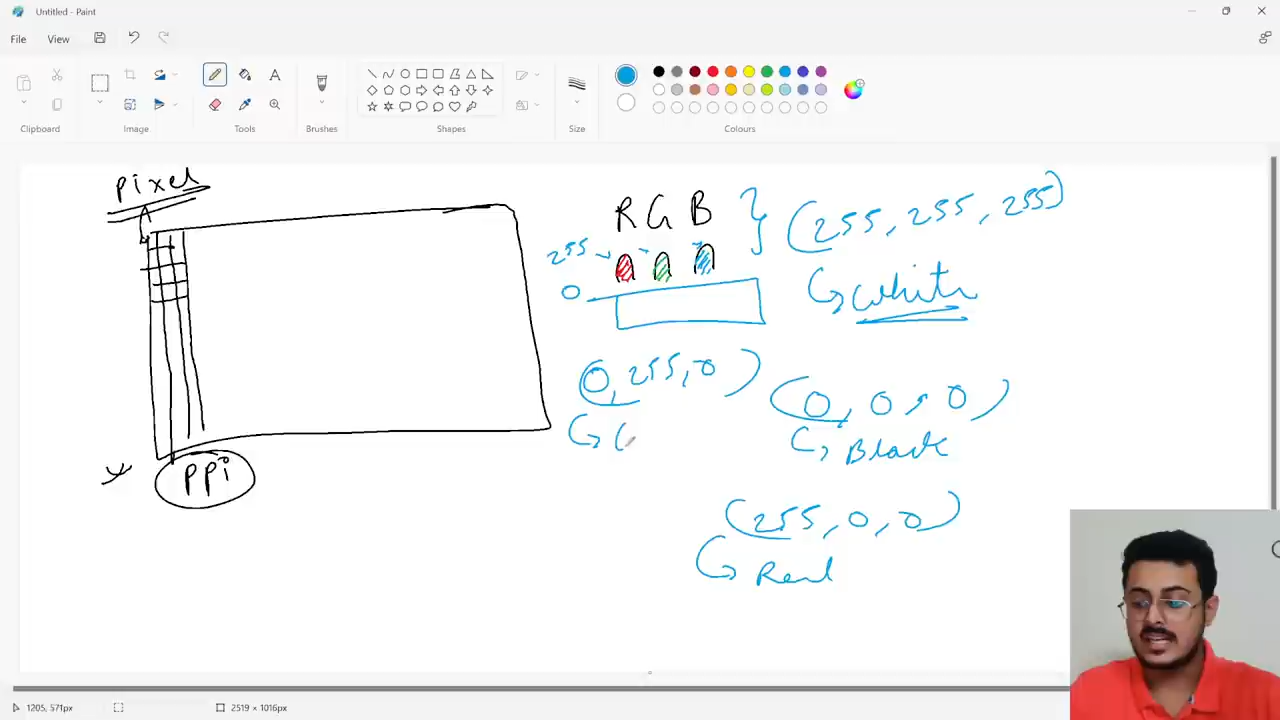 Untitled - Paint
File View
Clipboard
Image
Tools
Brushes
Shapes
Size
Colours
A
pixel
RGB
(255, 255, 255)
255
0
White
(0, 255, 0)
(0, 0, 0)
Black
ppi
(255, 0, 0)
Red
1205, 571px
2519 × 1016px